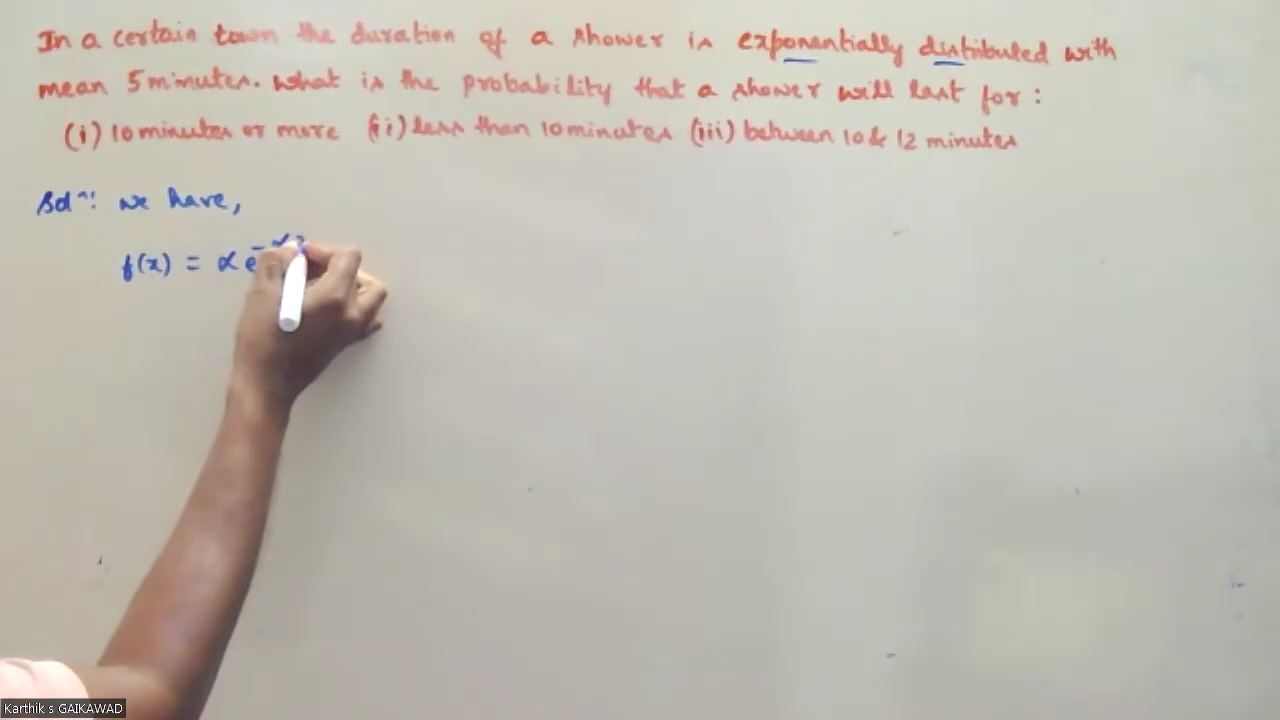 In a certain town the duration of a shower is exponentially distributed with
mean 5 minutes. What is the probability that a shower will last for:
(i) 10 minutes or more (ii) less than 10 minutes (iii) between 10 & 12 minutes
Solⁿ: we have,
f(x) = α e^-α
Karthik s GAIKAWAD